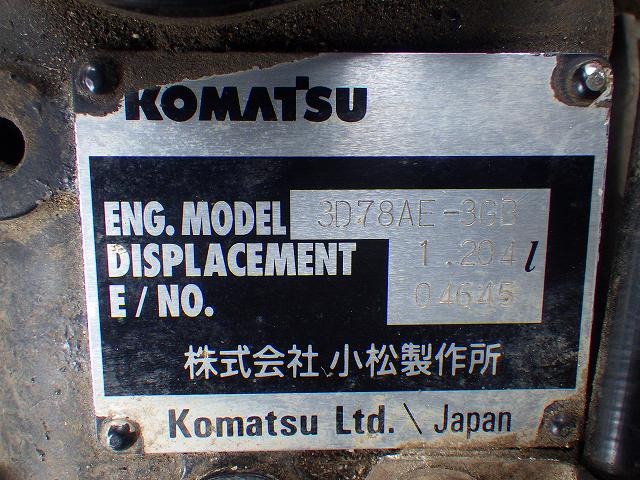 KOMATSU
ENG. MODEL 3D78AE-3GB
DISPLACEMENT 1.204 l
E / NO. 04645
株式会社 小松製作所
Komatsu Ltd. \ Japan